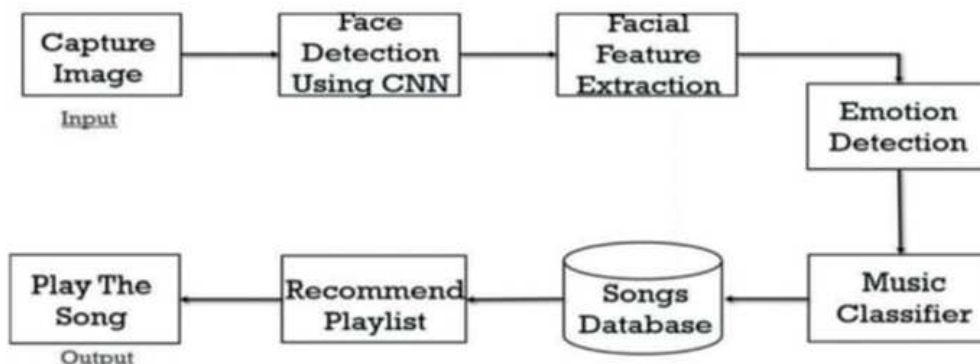 Capture
Image
Input
Face
Detection
Using CNN
Facial
Feature
Extraction
Emotion
Detection
Music
Classifier
Songs
Database
Recommend
Playlist
Play The
Song
Output